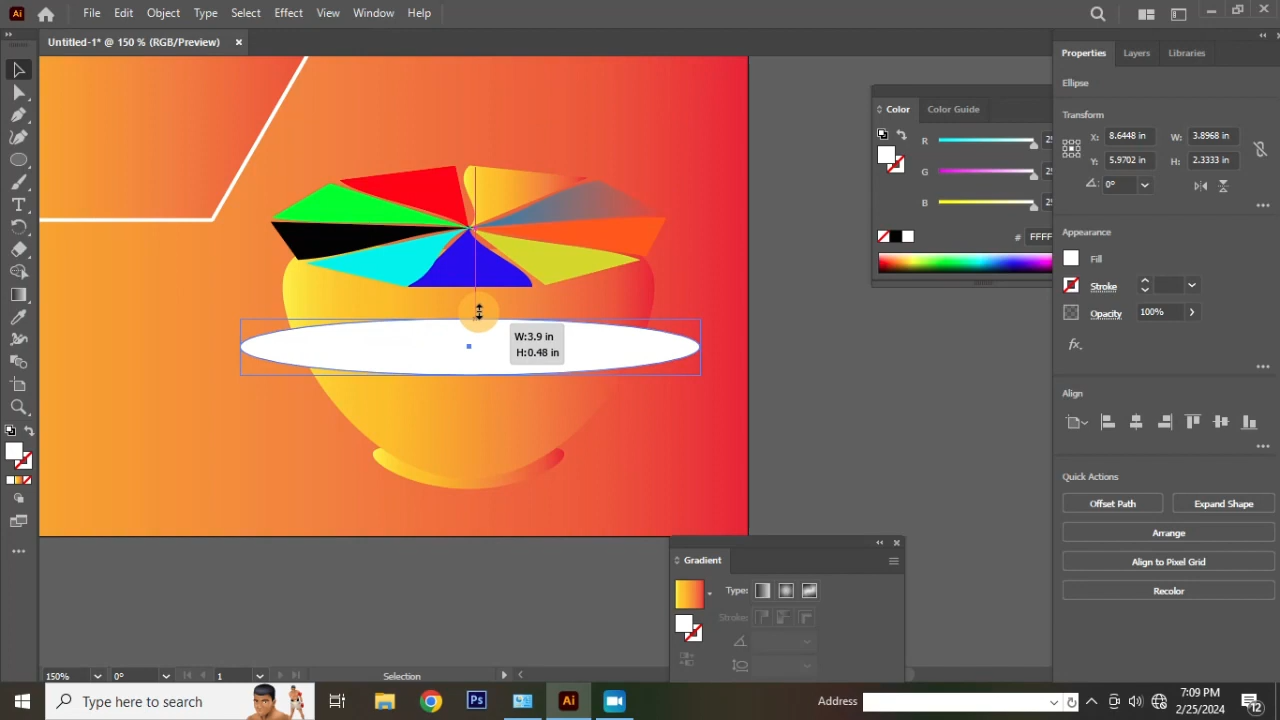 Ai File Edit Object Type Select Effect View Window Help
Untitled-1* @ 150 % (RGB/Preview) ×
Properties Layers Libraries
Ellipse
Transform
X: 8.6448 in W: 3.8968 in
Y: 5.9702 in H: 2.3333 in
0°
Appearance
Fill
Stroke
Opacity 100%
fx.
Align
Quick Actions
Offset Path Expand Shape
Arrange
Align to Pixel Grid
Recolor
Color Color Guide
R
G
B
# FFFF
W:3.9 in
H:0.48 in
Gradient
Type:
Stroke:
150% 0° 1 Selection
Type here to search
Ps
Ai
Address
7:09 PM
2/25/2024
12